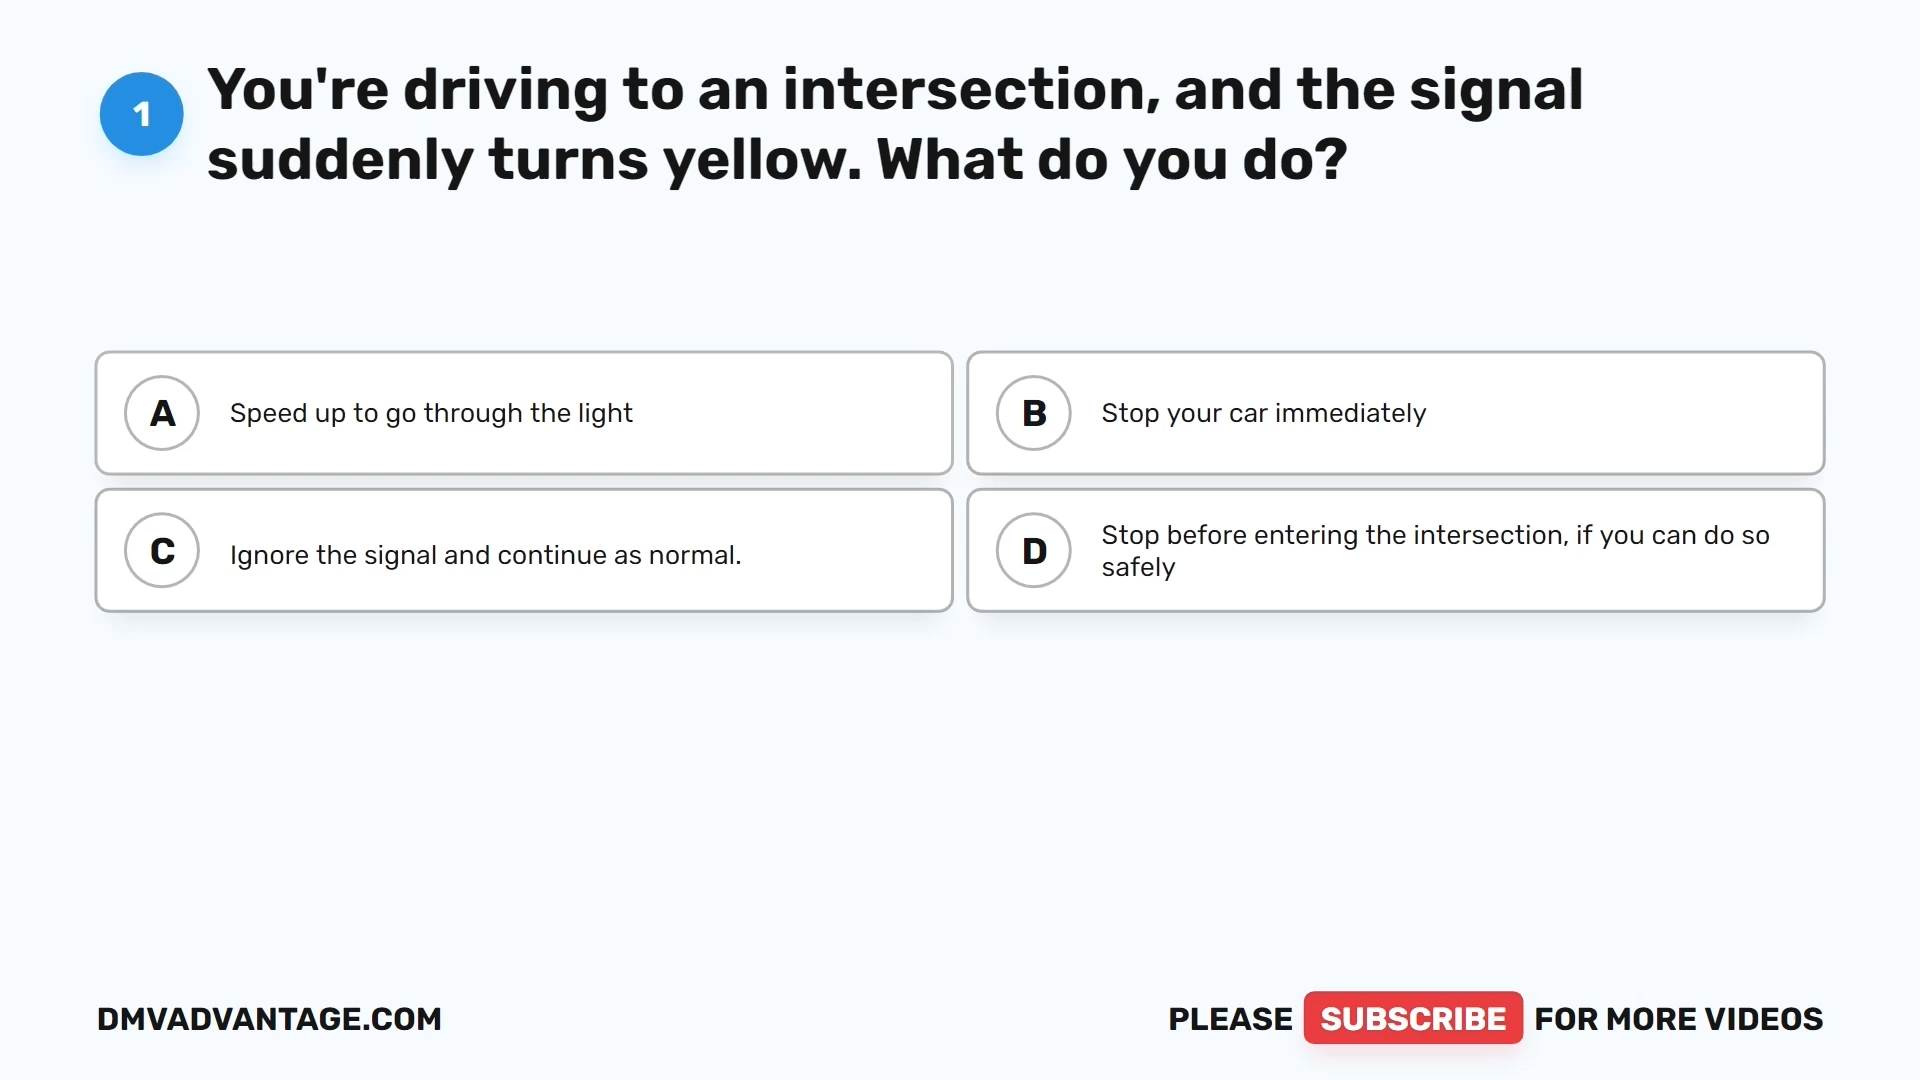 1
You're driving to an intersection, and the signal
suddenly turns yellow. What do you do?
A
Speed up to go through the light
B
Stop your car immediately
C
Ignore the signal and continue as normal.
D
Stop before entering the intersection, if you can do so
safely
DMVADVANTAGE.COM
PLEASE SUBSCRIBE FOR MORE VIDEOS